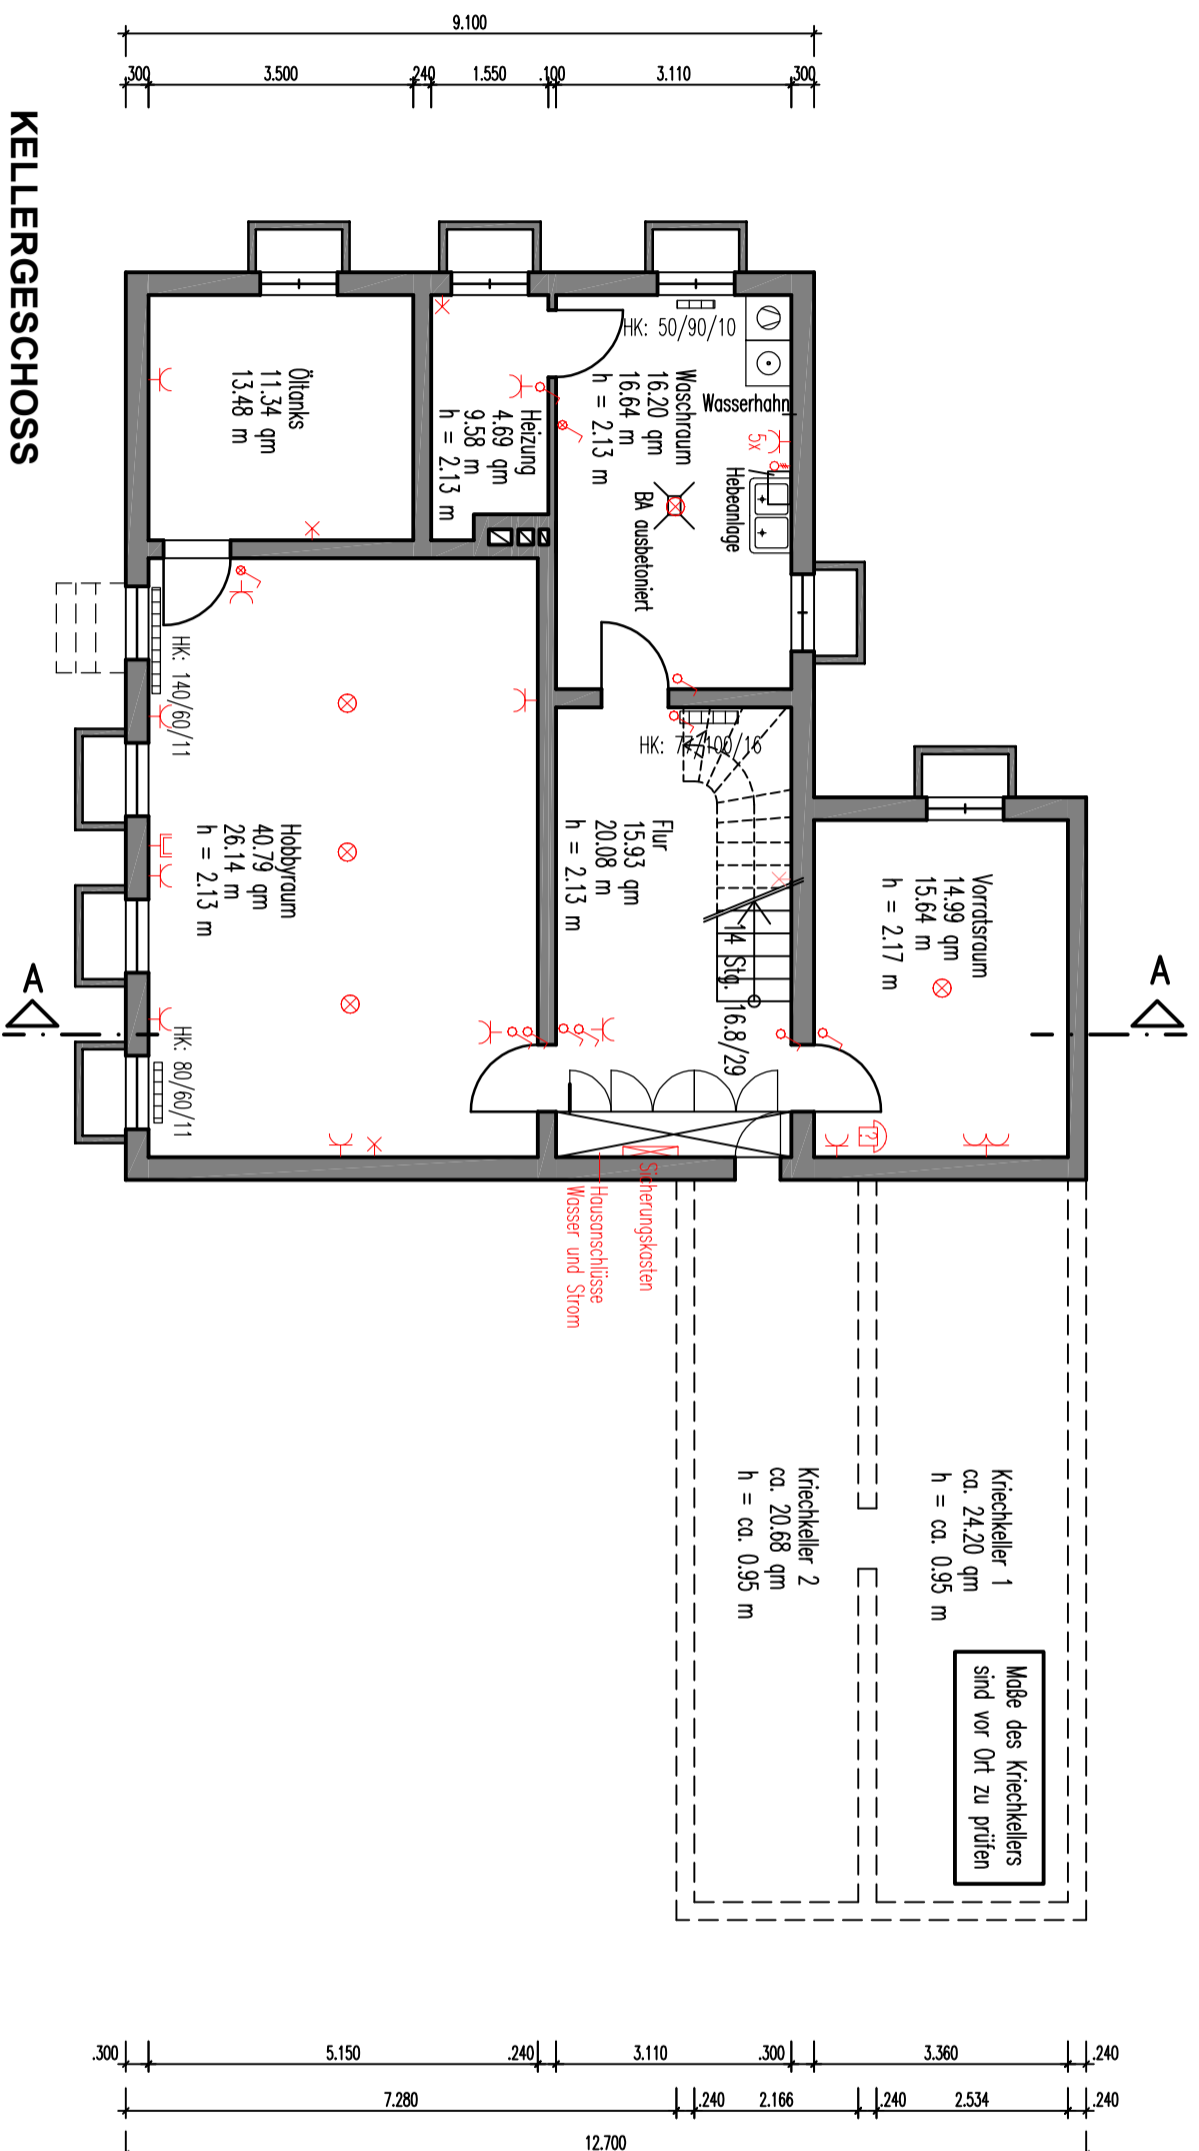 9.100
.300
3.500
.240
1.550
.100
3.110
.300
KELLERGESCHOSS
Öltanks
11.34 qm
13.48 m
Heizung
4.69 qm
9.58 m
h = 2.13 m
Waschraum
16.20 qm
16.64 m
h = 2.13 m
HK: 50/90/10
Wasserhahn
5x
Hebeanlage
BA ausbetoniert
HK: 140/60/11
Hobbyraum
40.79 qm
26.14 m
h = 2.13 m
HK: 80/60/11
Flur
15.93 qm
20.08 m
h = 2.13 m
HK: 77/100/16
14 Stg. 16.8/29
Vorratsraum
14.99 qm
15.64 m
h = 2.17 m
A
A
?
Sicherungskasten
Hausanschlüsse
Wasser und Strom
Kriechkeller 1
ca. 24.20 qm
h = ca. 0.95 m
Kriechkeller 2
ca. 20.68 qm
h = ca. 0.95 m
Maße des Kriechkellers
sind vor Ort zu prüfen
.300
5.150
.240
3.110
.300
3.360
.240
7.280
.240
2.166
.240
2.534
.240
12.700